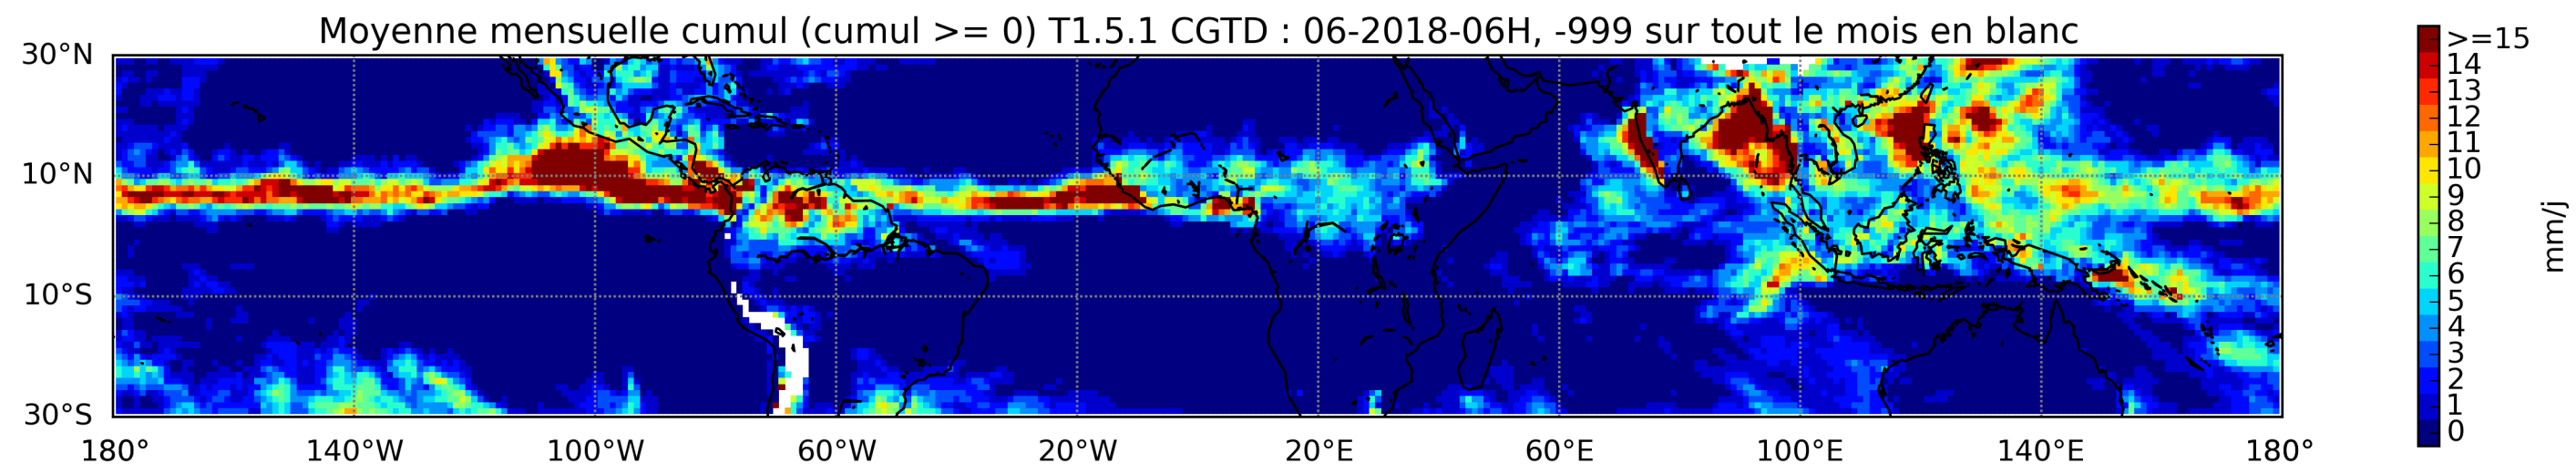 Moyenne mensuelle cumul (cumul >= 0) T1.5.1 CGTD : 06-2018-06H, -999 sur tout le mois en blanc
30°N
10°N
10°S
30°S
180°
140°W
100°W
60°W
20°W
20°E
60°E
100°E
140°E
180°
>=15
14
13
12
11
10
9
8
7
6
5
4
3
2
1
0
mm/j